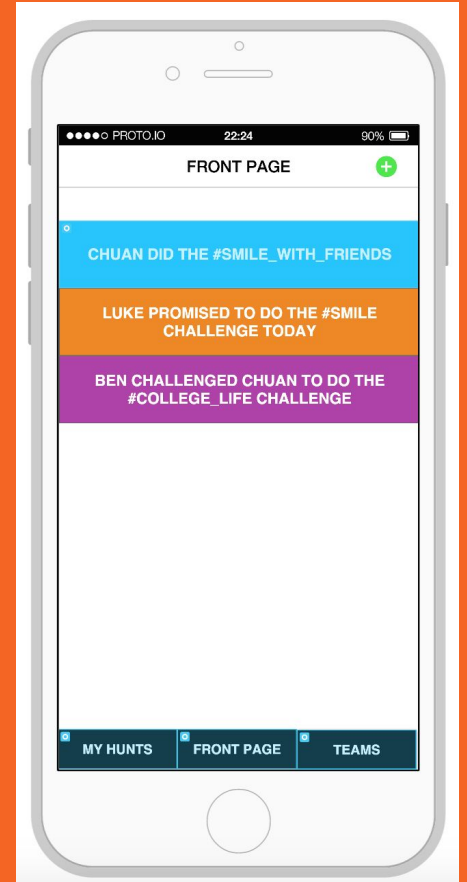 PROTO.IO 22:24 90%
FRONT PAGE
CHUAN DID THE #SMILE_WITH_FRIENDS
LUKE PROMISED TO DO THE #SMILE
CHALLENGE TODAY
BEN CHALLENGED CHUAN TO DO THE
#COLLEGE_LIFE CHALLENGE
MY HUNTS FRONT PAGE TEAMS